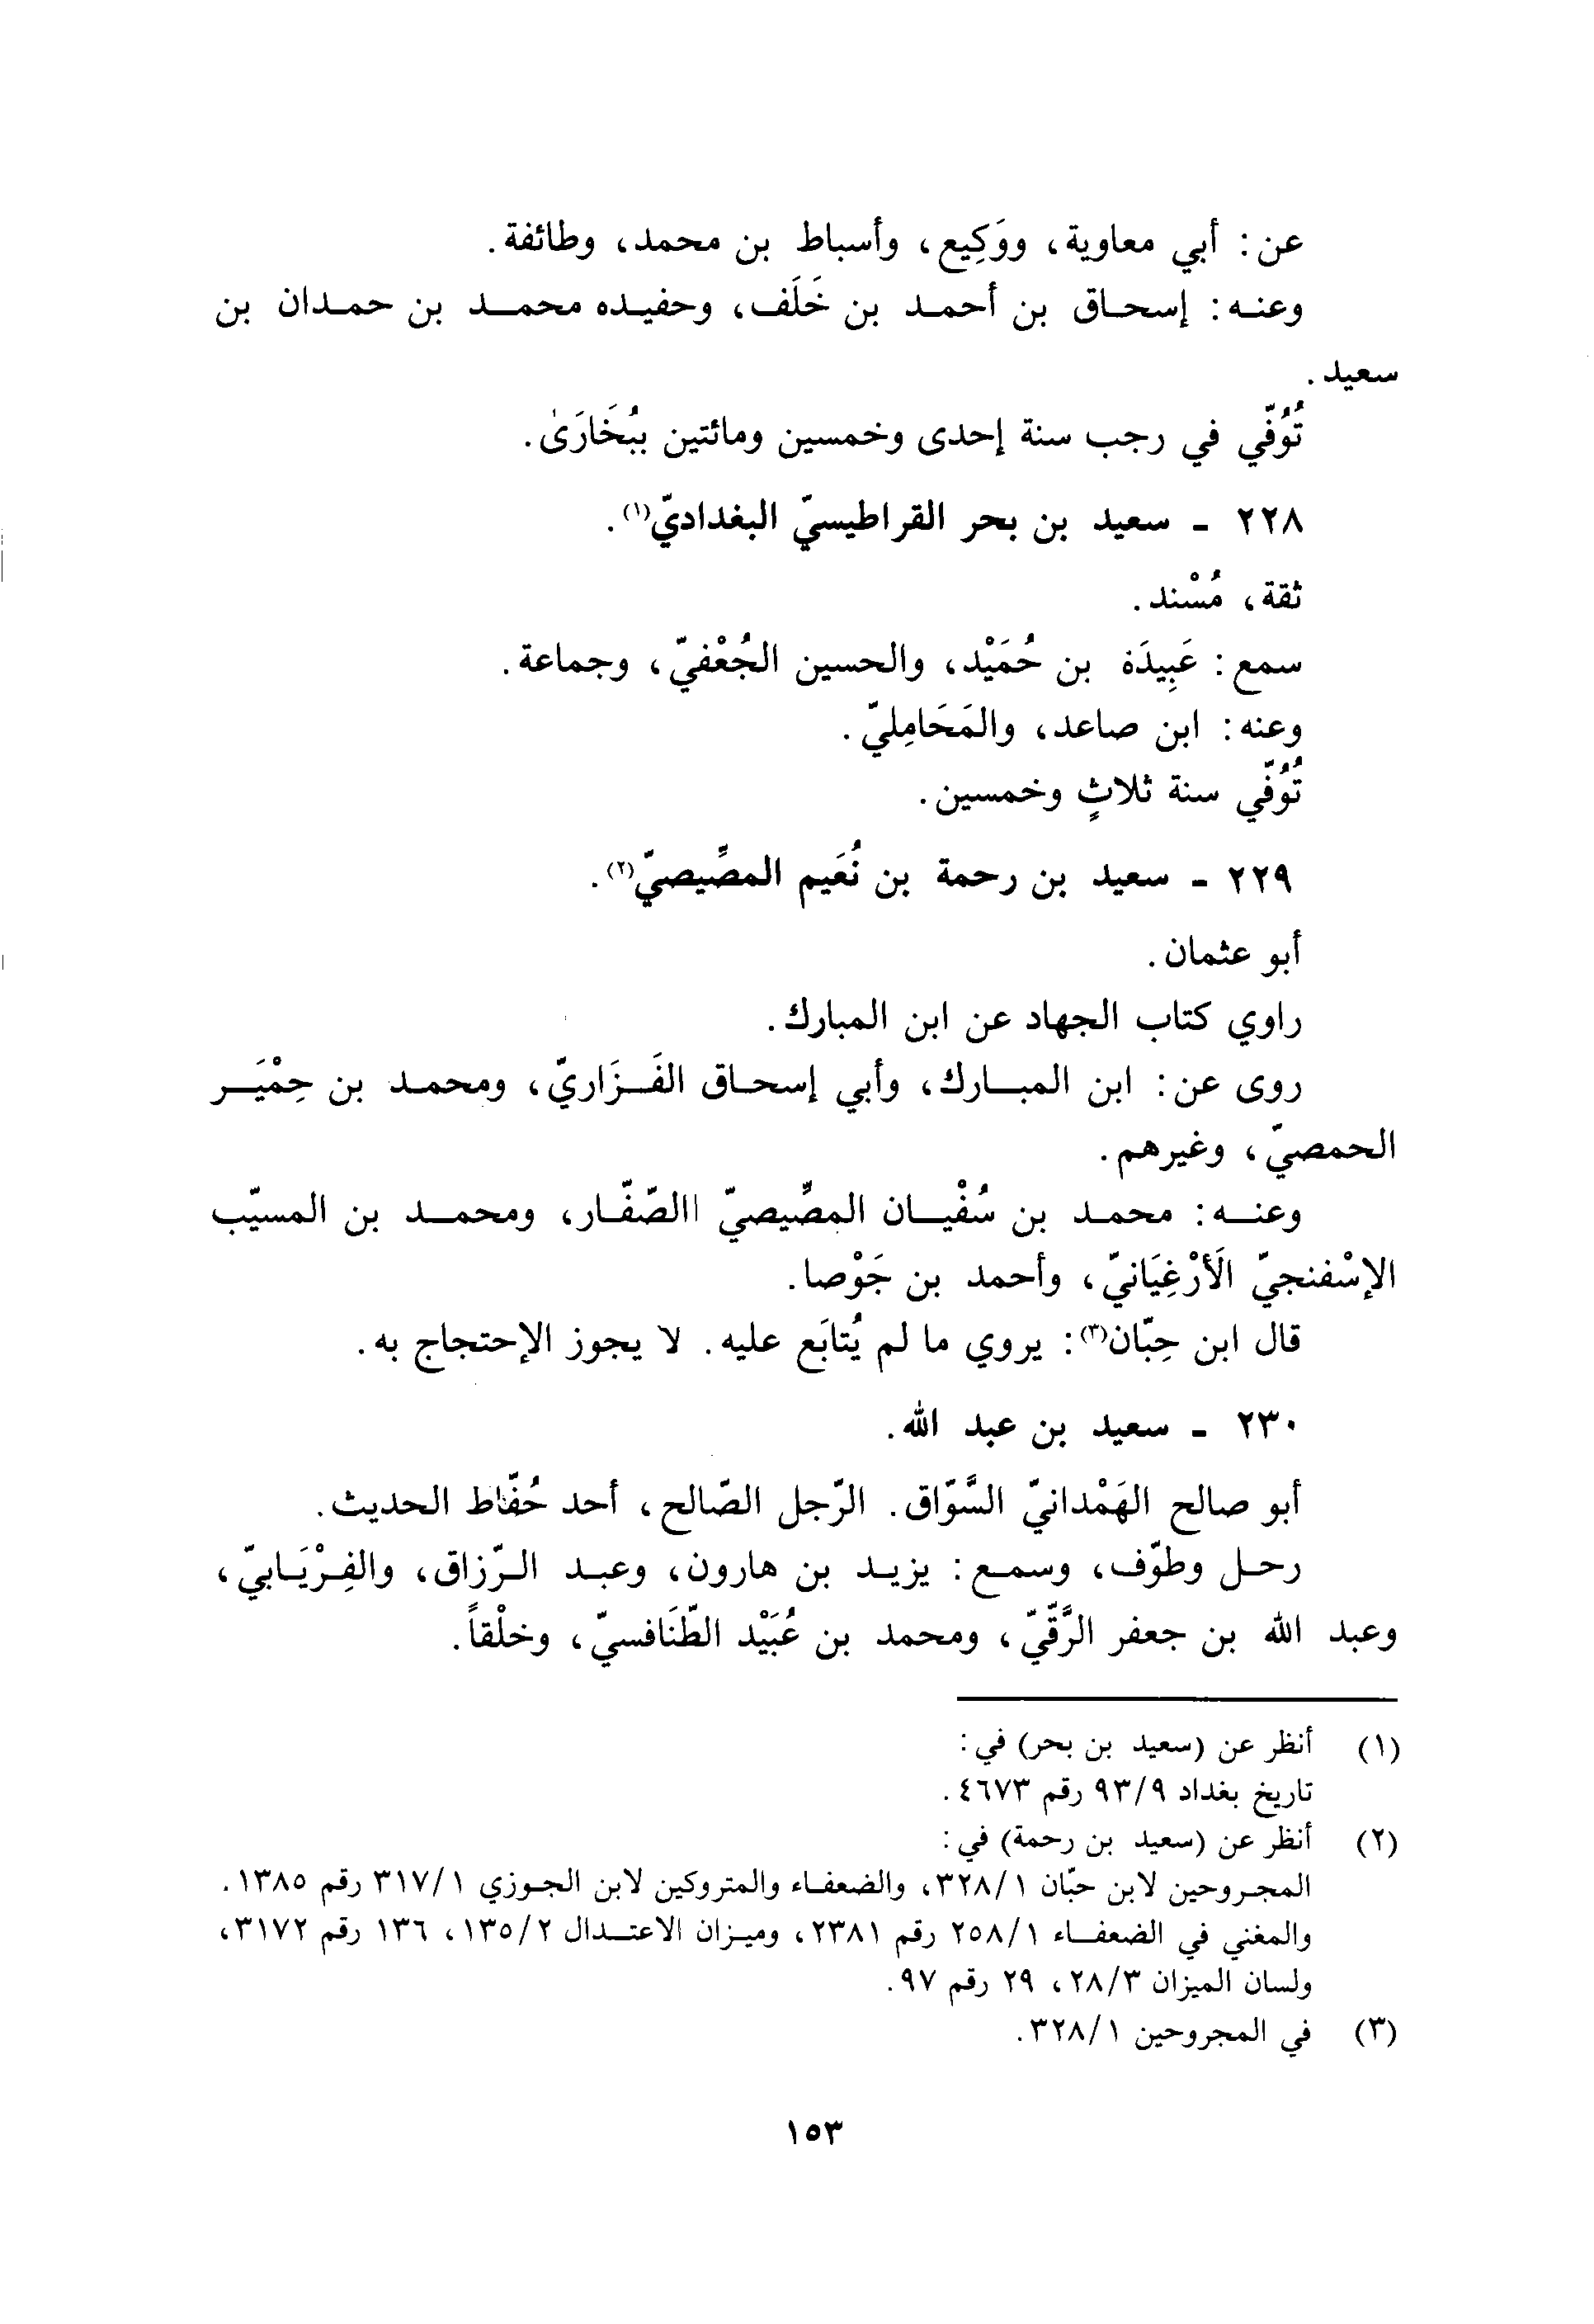 عن: أبي معاوية، ووَكِيع، وأسباط بن محمد، وطائفة.
وعنه: إسحاق بن أحمد بن خَلَف، وحفيده محمد بن حمدان بن
سعيد.
تُوُفّي في رجب سنة إحدى وخمسين ومائتين ببُخَارَىٰ.
٢٢٨ - سعيد بن بحر القراطيسيّ البغداديّ(١).
ثقة، مُسْند.
سمع: عَبِيدَة بن حُمَيْد، والحسين الجُعْفيّ، وجماعة.
وعنه: ابن صاعد، والمَحَامِليّ.
تُوُفّي سنة ثلاثٍ وخمسين.
٢٢٩ - سعيد بن رحمة بن نُعَيم المصِّيصيّ(٢).
أبو عثمان.
راوي كتاب الجهاد عن ابن المبارك.
روى عن: ابن المبارك، وأبي إسحاق الفَزَاريّ، ومحمد بن حِمْيَر
الحمصيّ، وغيرهم.
وعنه: محمد بن سُفْيان المصِّيصيّ االصّفّار، ومحمد بن المسيّب
الإسْفنجيّ الَأرْغِيَانيّ، وأحمد بن جَوْصا.
قال ابن حِبّان(٣): يروي ما لم يُتابَع عليه. لا يجوز الإحتجاج به.
٢٣٠ - سعيد بن عبد الله.
أبو صالح الهَمْدانيّ السَّوّاق. الرّجل الصّالح، أحد حُفّاط الحديث.
رحل وطوّف، وسمع: يزيد بن هارون، وعبد الرّزاق، والفِرْيَابيّ،
وعبد الله بن جعفر الرَّقّيّ، ومحمد بن عُبَيْد الطّنَافسيّ، وخلْقاً.
(١) أنظر عن (سعيد بن بحر) في:
تاريخ بغداد ٩٣/٩ رقم ٤٦٧٣.
(٢) أنظر عن (سعيد بن رحمة) في:
المجروحين لابن حبّان ٣٢٨/١، والضعفاء والمتروكين لابن الجوزي ٣١٧/١ رقم ١٣٨٥.
والمغني في الضعفاء ٢٥٨/١ رقم ٢٣٨١، وميزان الاعتدال ١٣٥/٢، ١٣٦ رقم ٣١٧٢،
ولسان الميزان ٢٨/٣، ٢٩ رقم ٩٧.
(٣) في المجروحين ٣٢٨/١.
١٥٣